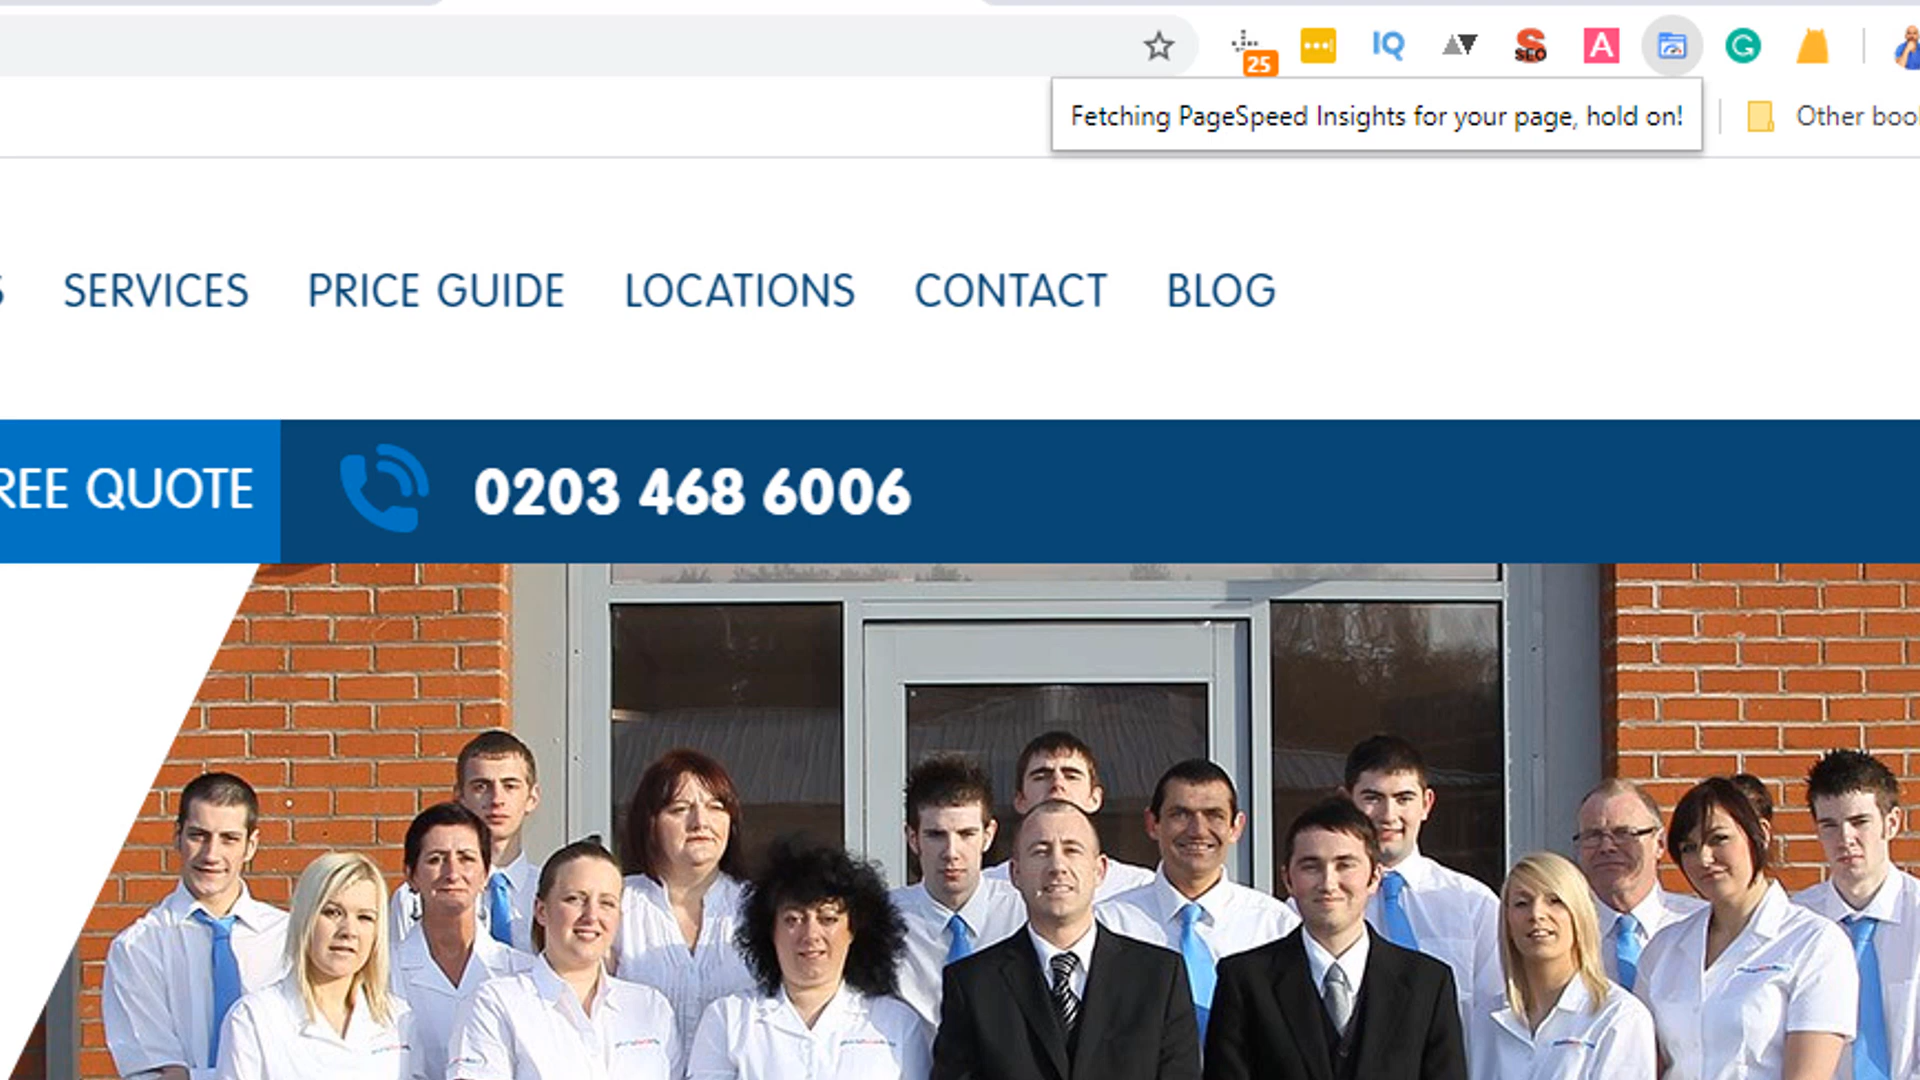 25
IQ
SEO
A
G
Fetching PageSpeed Insights for your page, hold on!
Other boo
S SERVICES PRICE GUIDE LOCATIONS CONTACT BLOG
REE QUOTE
0203 468 6006